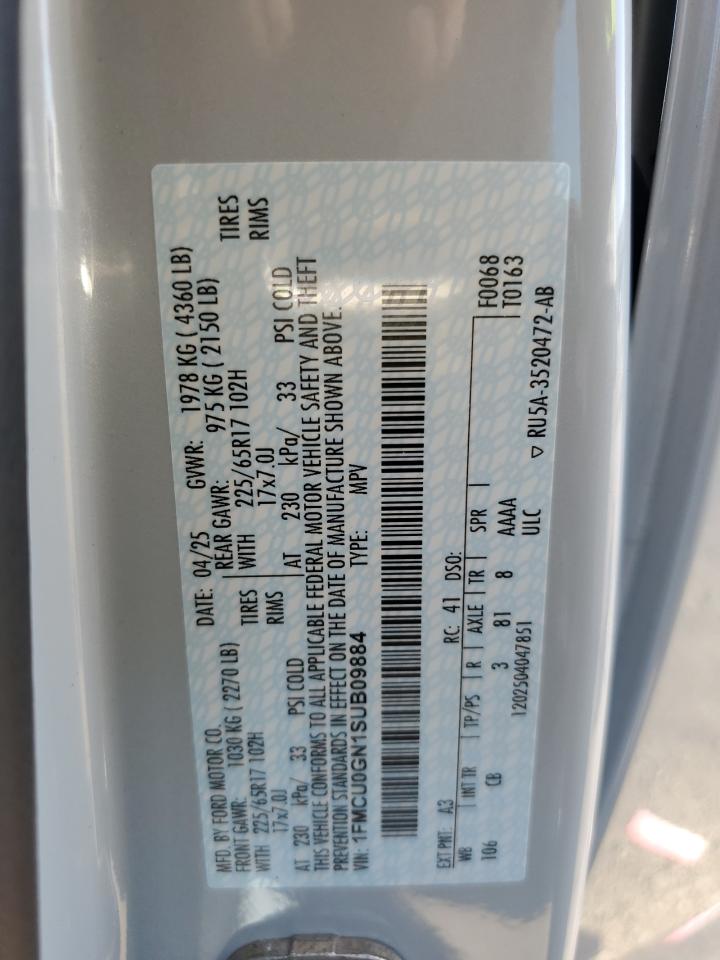 MFD. BY FORD MOTOR CO. DATE: 04/25 GVWR: 1978 KG ( 4360 LB)
FRONT GAWR: 1030 KG ( 2270 LB) REAR GAWR: 975 KG ( 2150 LB)
WITH 225/65R17 102H TIRES WITH 225/65R17 102H TIRES
17x7.0J RIMS 17x7.0J RIMS
AT 230 kPa/ 33 PSI COLD AT 230 kPa/ 33 PSI COLD
THIS VEHICLE CONFORMS TO ALL APPLICABLE FEDERAL MOTOR VEHICLE SAFETY AND THEFT
PREVENTION STANDARDS IN EFFECT ON THE DATE OF MANUFACTURE SHOWN ABOVE.
VIN: 1FMCU0GN1SUB09884 TYPE: MPV
EXT PNT: A3 RC: 41 DSO:
WB INT TR TP/PS R AXLE TR SPR F0068
106 CB 3 81 8 AAAA T0163
ULC
1202504047851 ▽ RU5A-3520472-AB